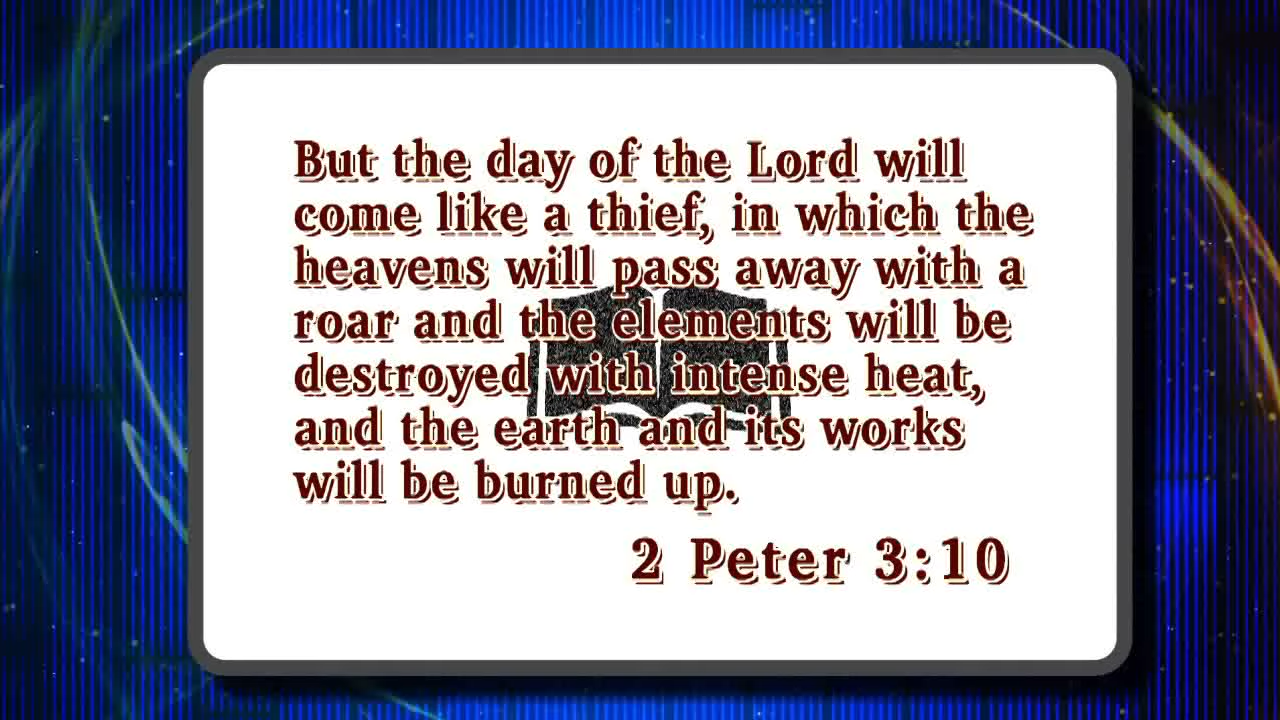 But the day of the Lord will
come like a thief, in which the
heavens will pass away with a
roar and the elements will be
destroyed with intense heat,
and the earth and its works
will be burned up.
2 Peter 3:10